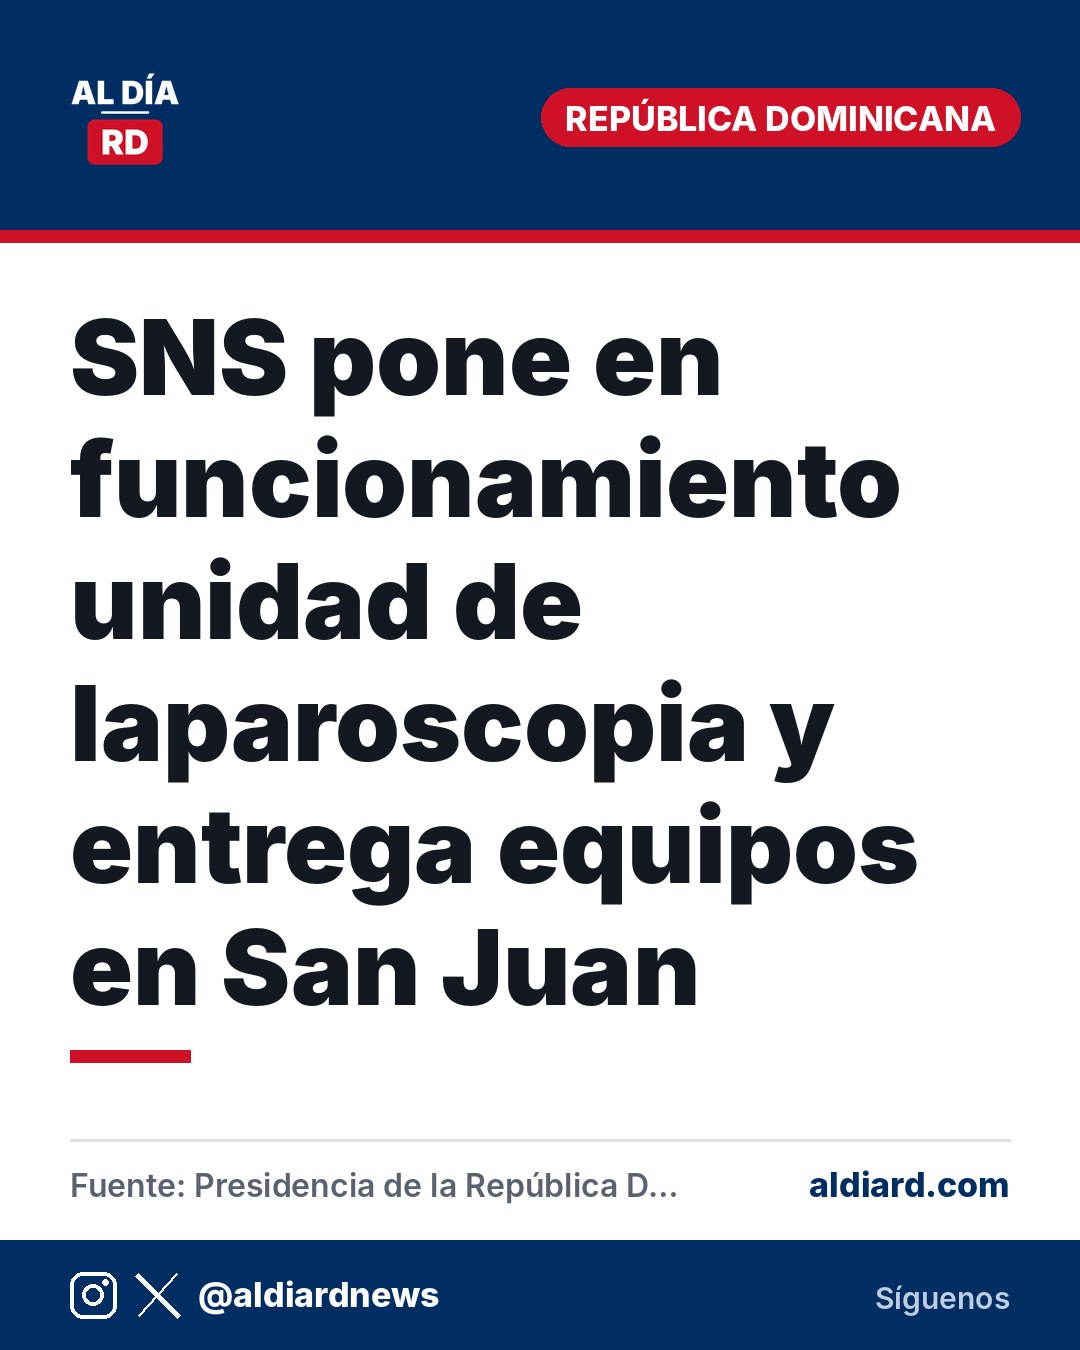 AL DÍA
RD
REPÚBLICA DOMINICANA
SNS pone en
funcionamiento
unidad de
laparoscopia y
entrega equipos
en San Juan
Fuente: Presidencia de la República D...
aldiard.com
@aldiardnews
Síguenos